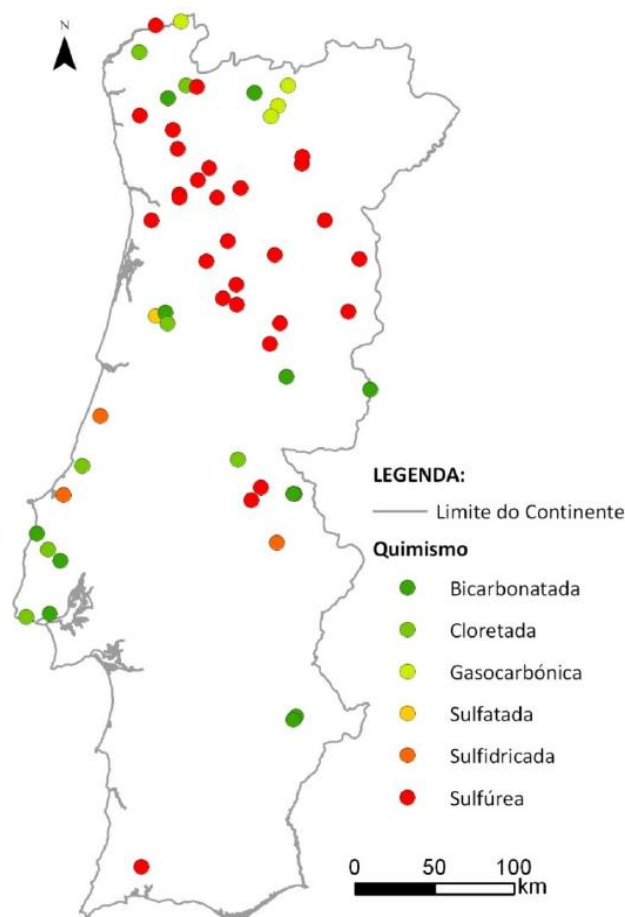 N
LEGENDA:
Limite do Continente
Quimismo
Bicarbonatada
Cloretada
Gasocarbónica
Sulfatada
Sulfidricada
Sulfúrea
0 50 100
km